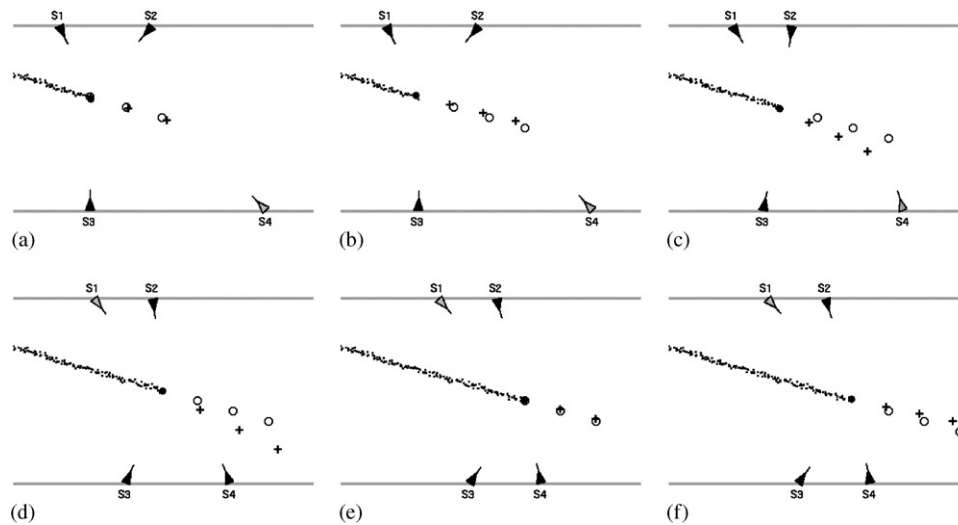 S1 S2 S1 S2 S1 S2
S3 S4 S3 S4 S3 S4
(a) (b) (c)
S1 S2 S1 S2 S1 S2
S3 S4 S3 S4 S3 S4
(d) (e) (f)